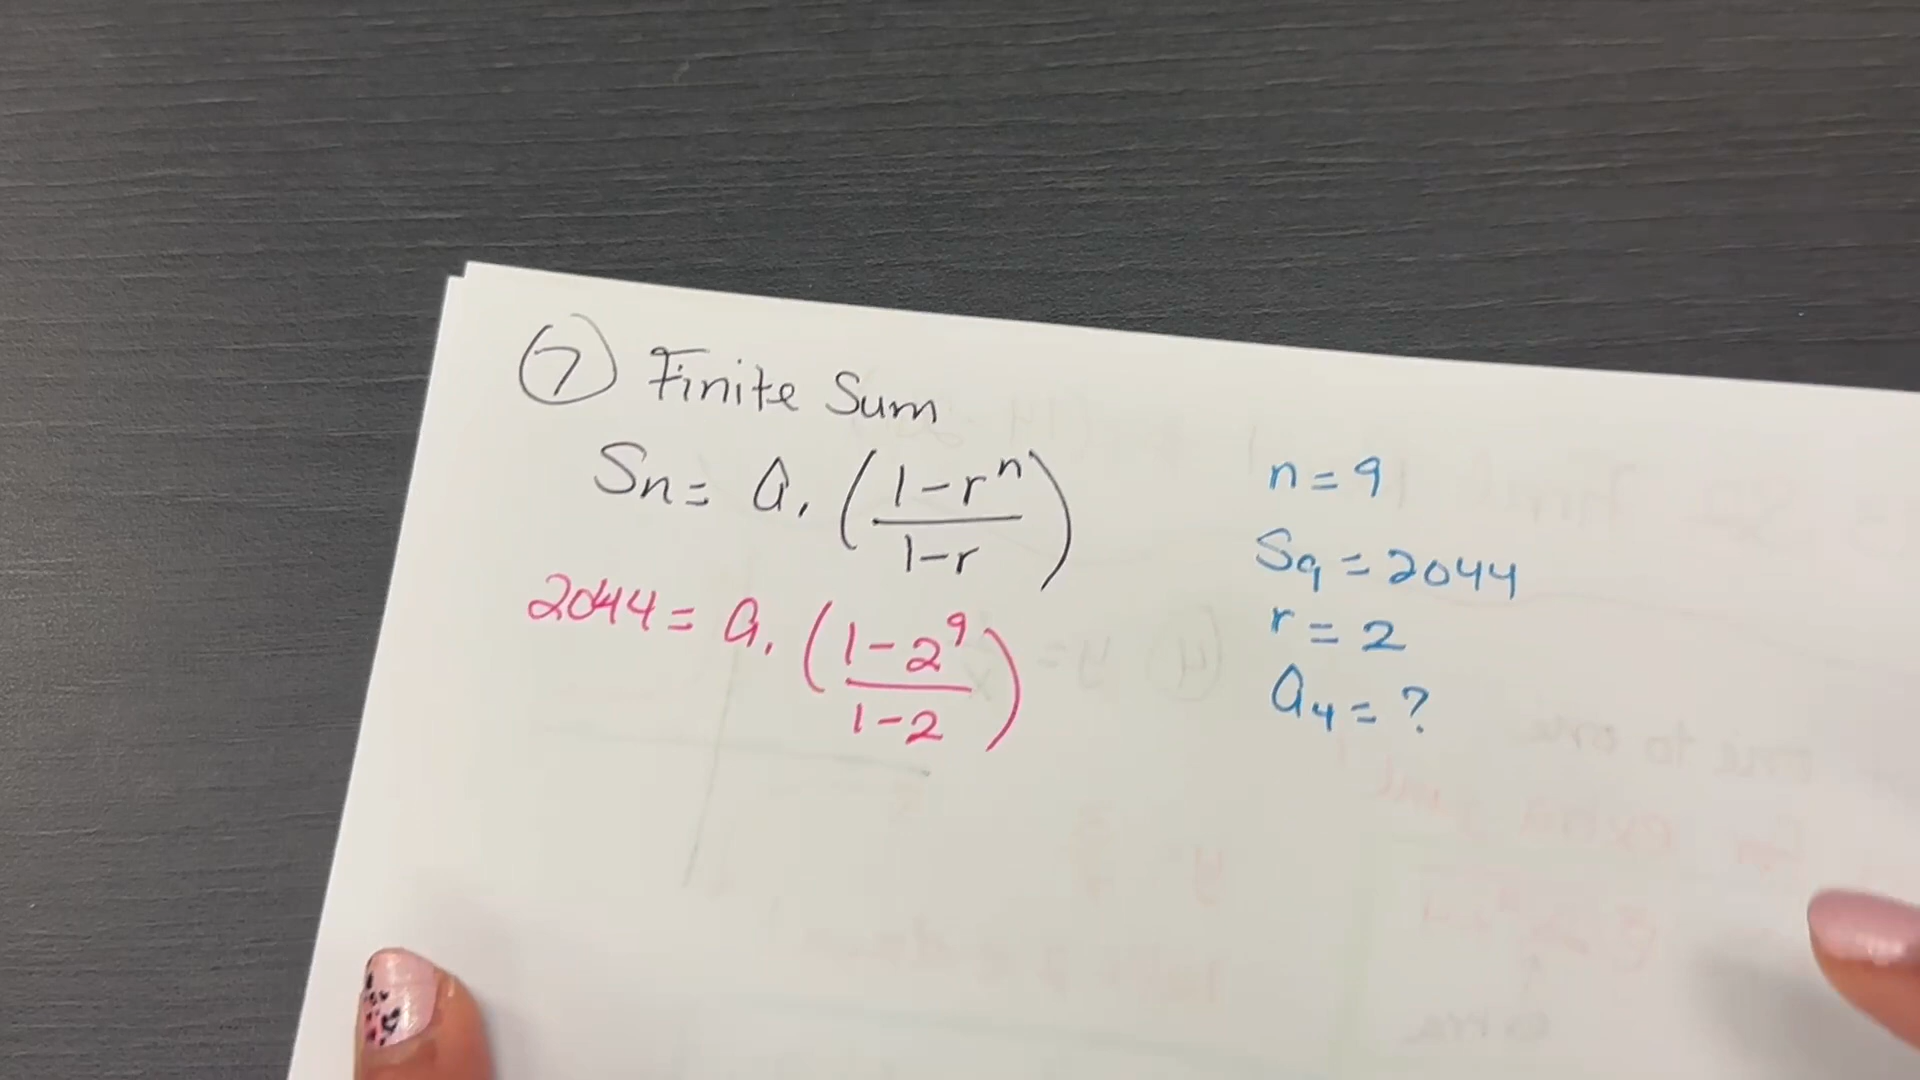 ⑦ Finite Sum
Sn = a₁ (1-rⁿ / 1-r)
2044 = a₁ (1-2⁹ / 1-2)
n = 9
S₉ = 2044
r = 2
a₄ = ?